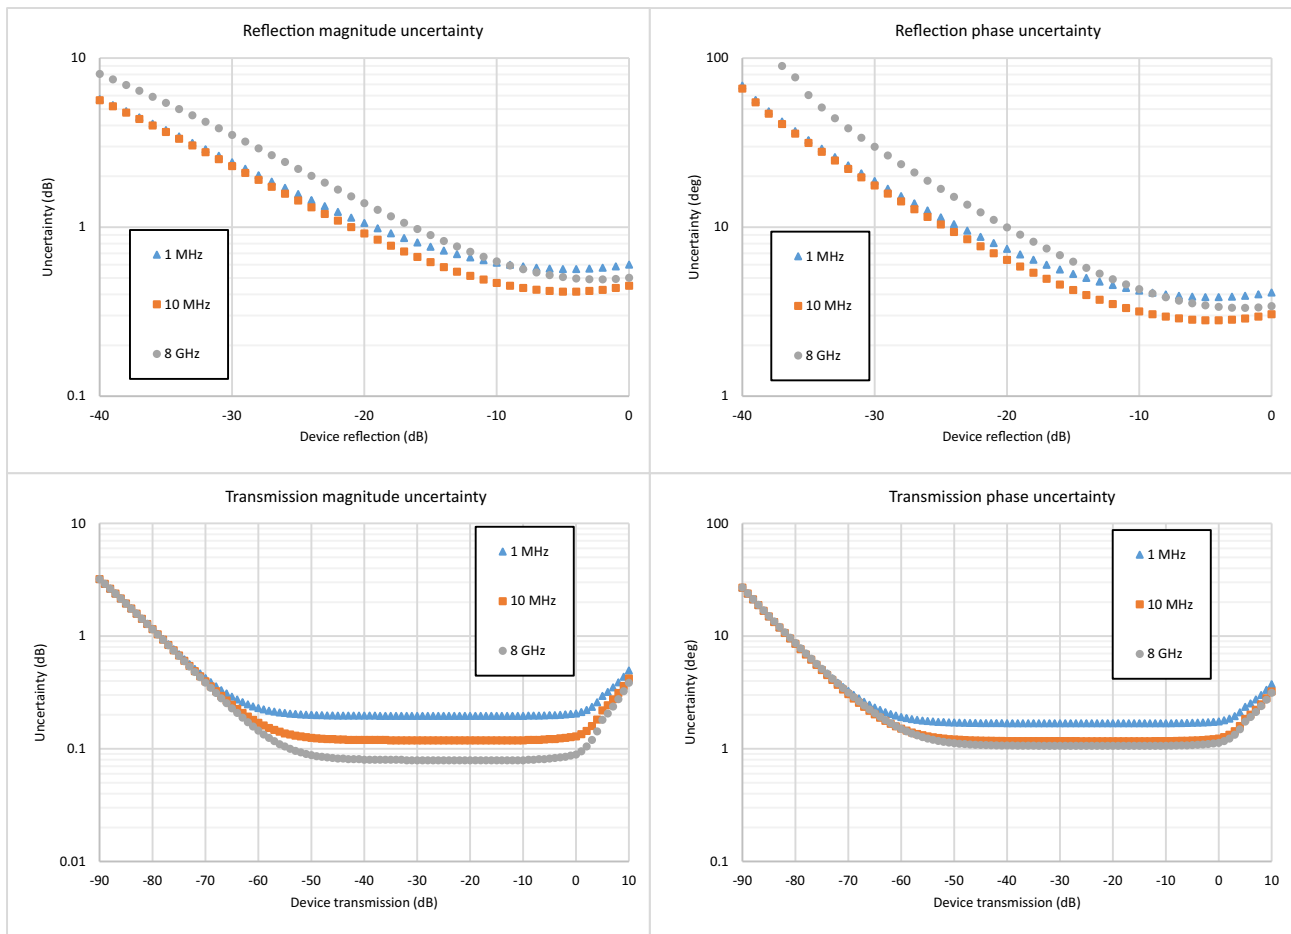 Reflection magnitude uncertainty
10
1
0.1
Uncertainty (dB)
1 MHz
10 MHz
8 GHz
-40 -30 -20 -10 0
Device reflection (dB)
Reflection phase uncertainty
100
10
1
Uncertainty (deg)
1 MHz
10 MHz
8 GHz
-40 -30 -20 -10 0
Device reflection (dB)
Transmission magnitude uncertainty
10
1
0.1
0.01
Uncertainty (dB)
1 MHz
10 MHz
8 GHz
-90 -80 -70 -60 -50 -40 -30 -20 -10 0 10
Device transmission (dB)
Transmission phase uncertainty
100
10
1
0.1
Uncertainty (deg)
1 MHz
10 MHz
8 GHz
-90 -80 -70 -60 -50 -40 -30 -20 -10 0 10
Device transmission (dB)